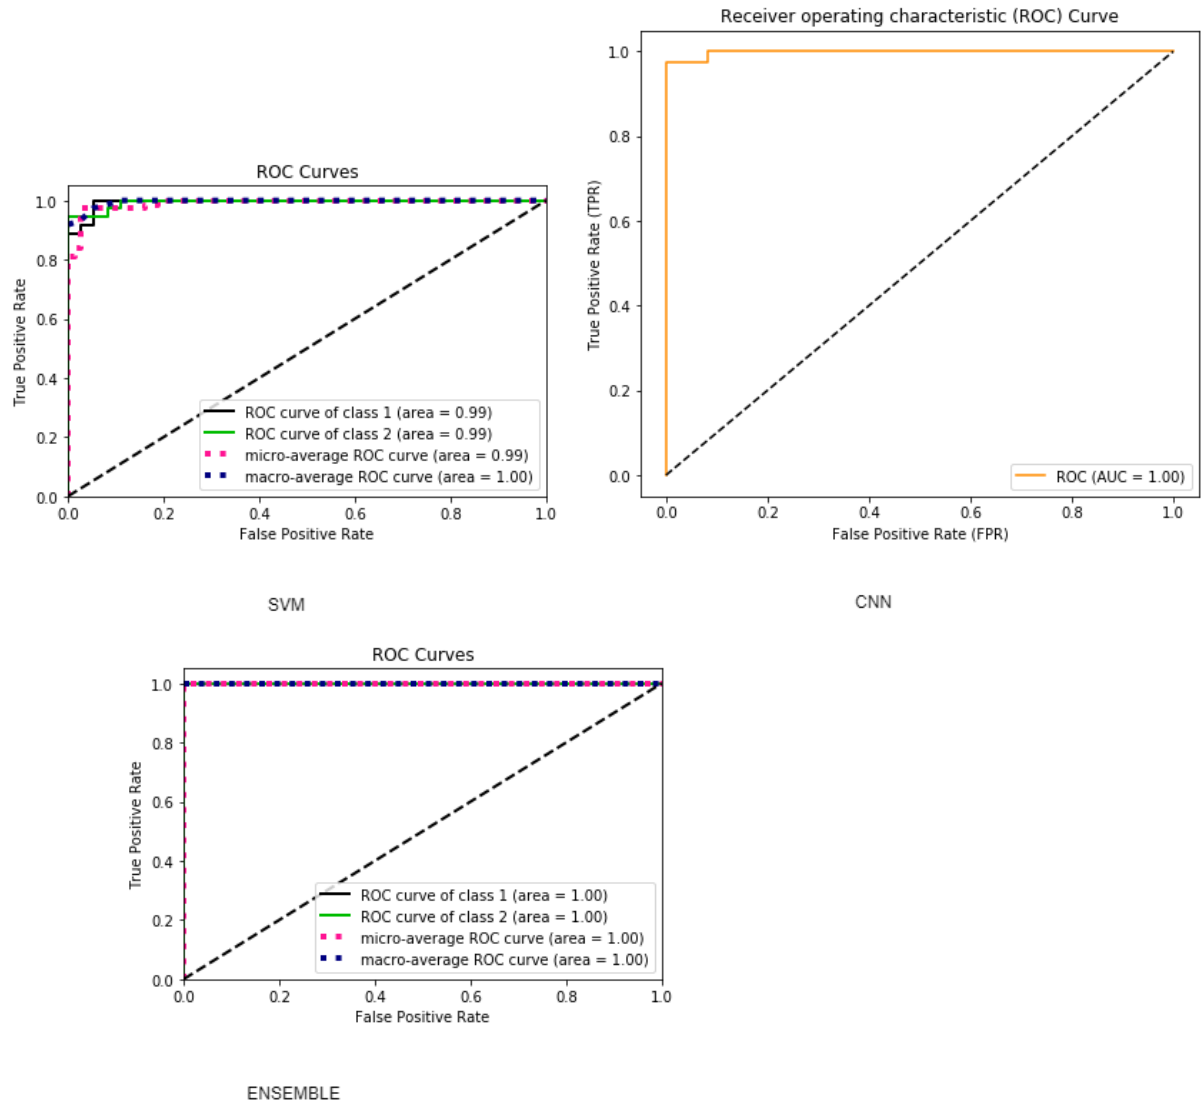 ROC Curves
1.0
0.8
0.6
0.4
0.2
0.0
True Positive Rate
0.0 0.2 0.4 0.6 0.8 1.0
False Positive Rate
ROC curve of class 1 (area = 0.99)
ROC curve of class 2 (area = 0.99)
micro-average ROC curve (area = 0.99)
macro-average ROC curve (area = 1.00)
SVM
Receiver operating characteristic (ROC) Curve
1.0
0.8
0.6
0.4
0.2
0.0
True Positive Rate (TPR)
0.0 0.2 0.4 0.6 0.8 1.0
False Positive Rate (FPR)
ROC (AUC = 1.00)
CNN
ROC Curves
1.0
0.8
0.6
0.4
0.2
0.0
True Positive Rate
0.0 0.2 0.4 0.6 0.8 1.0
False Positive Rate
ROC curve of class 1 (area = 1.00)
ROC curve of class 2 (area = 1.00)
micro-average ROC curve (area = 1.00)
macro-average ROC curve (area = 1.00)
ENSEMBLE